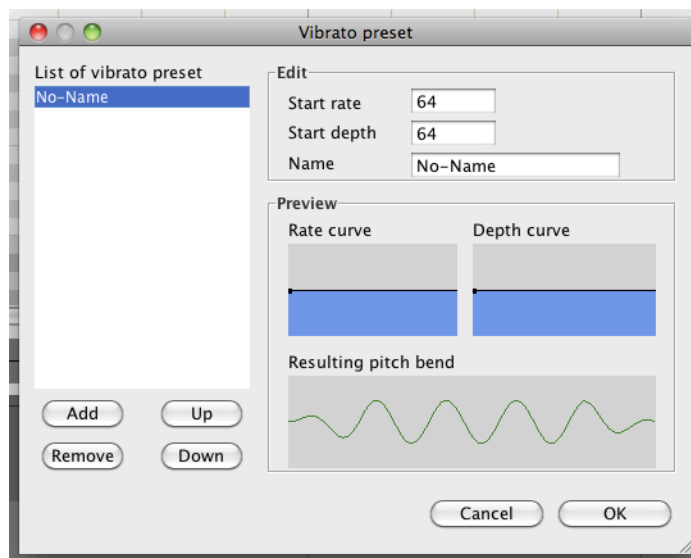 Vibrato preset
List of vibrato preset
No-Name
Add
Up
Remove
Down
Edit
Start rate 64
Start depth 64
Name No-Name
Preview
Rate curve Depth curve
Resulting pitch bend
Cancel OK